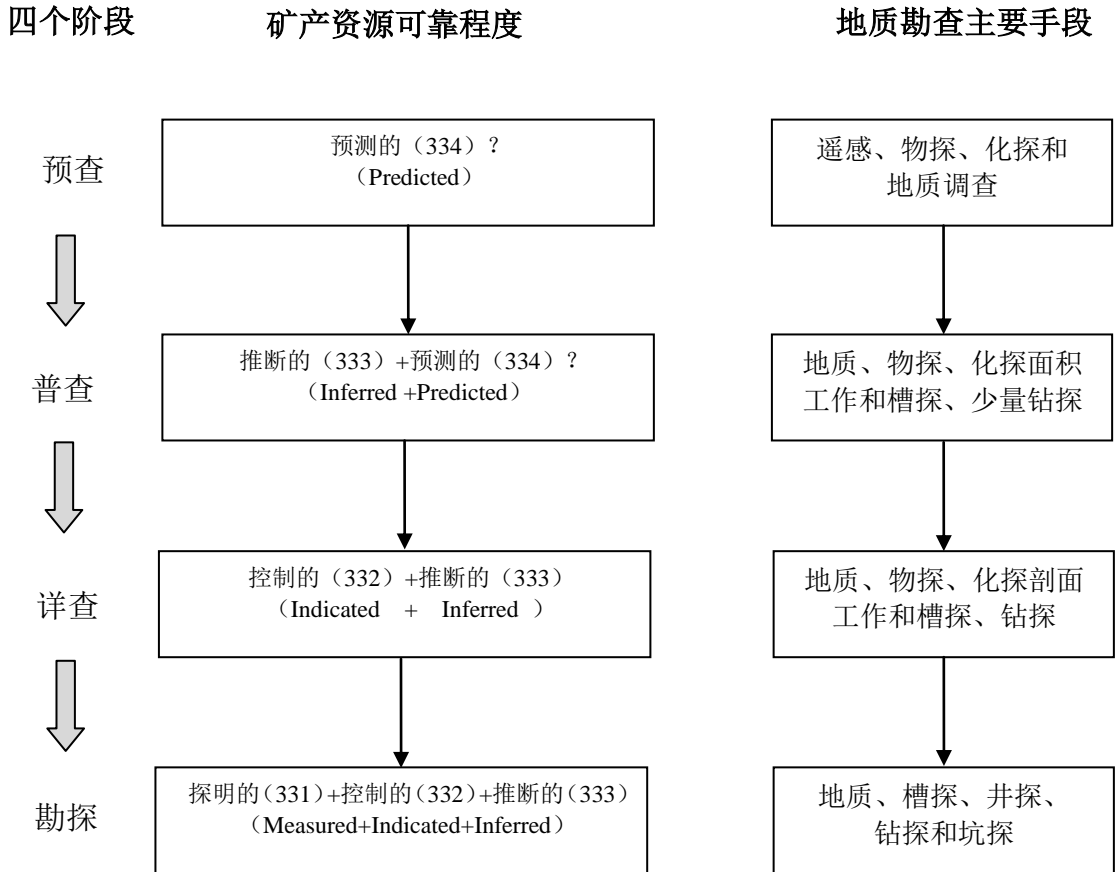 四个阶段
矿产资源可靠程度
地质勘查主要手段
预查
预测的（334）？
（Predicted）
遥感、物探、化探和
地质调查
普查
推断的（333）+预测的（334）？
（Inferred +Predicted）
地质、物探、化探面积
工作和槽探、少量钻探
详查
控制的（332）+推断的（333）
（Indicated + Inferred ）
地质、物探、化探剖面
工作和槽探、钻探
勘探
探明的（331）+控制的（332）+推断的（333）
（Measured+Indicated+Inferred）
地质、槽探、井探、
钻探和坑探